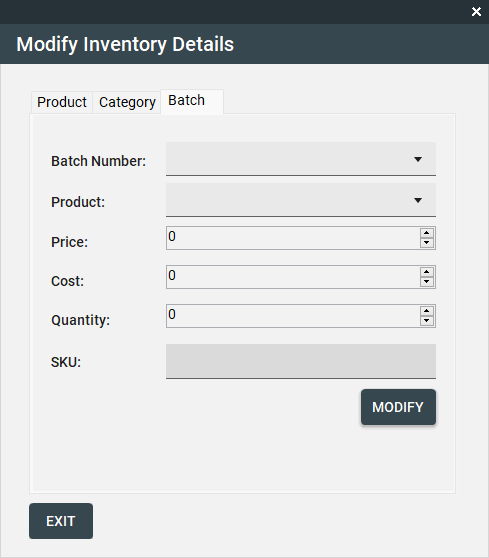 Modify Inventory Details
Product Category Batch
Batch Number:
Product:
Price: 0
Cost: 0
Quantity: 0
SKU:
MODIFY
EXIT